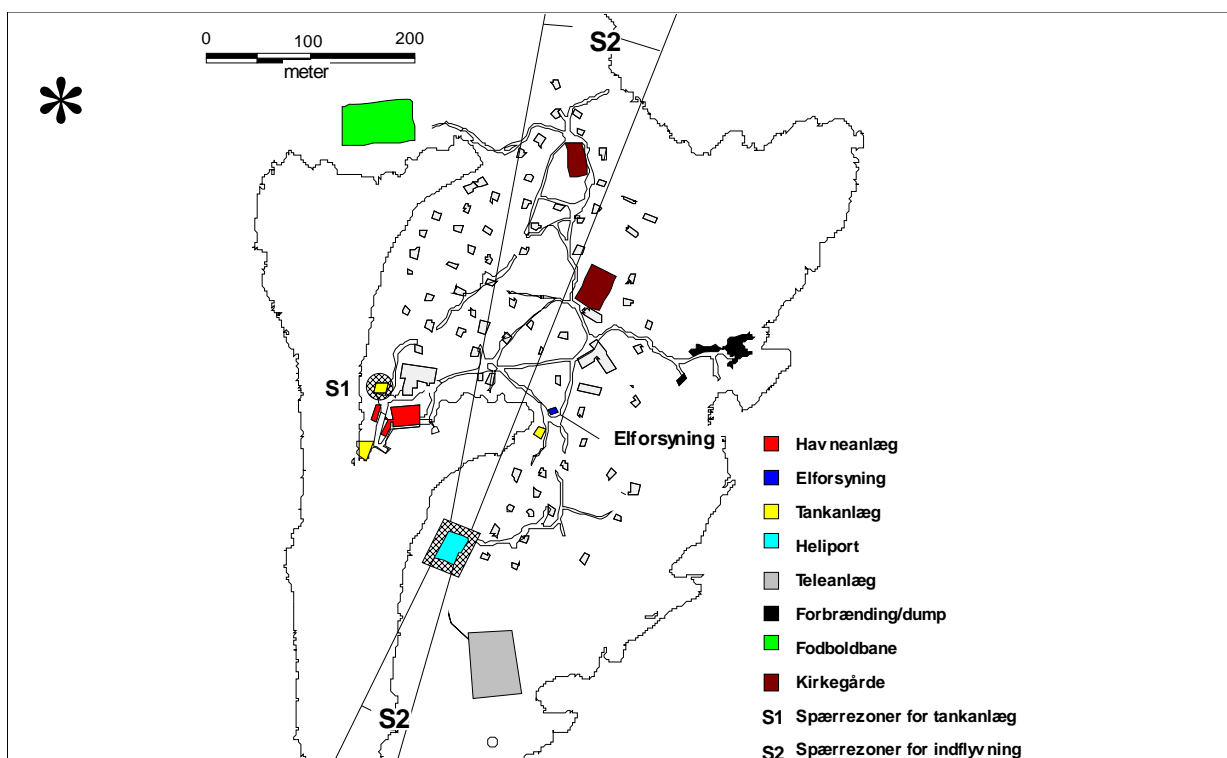 0 100 200
meter
S2
S1
Elforsyning
Havneanlæg
Elforsyning
Tankanlæg
Heliport
Teleanlæg
Forbrænding/dump
Fodboldbane
Kirkegårde
S1 Spærrezoner for tankanlæg
S2
S2 Spærrezoner for indflyvning